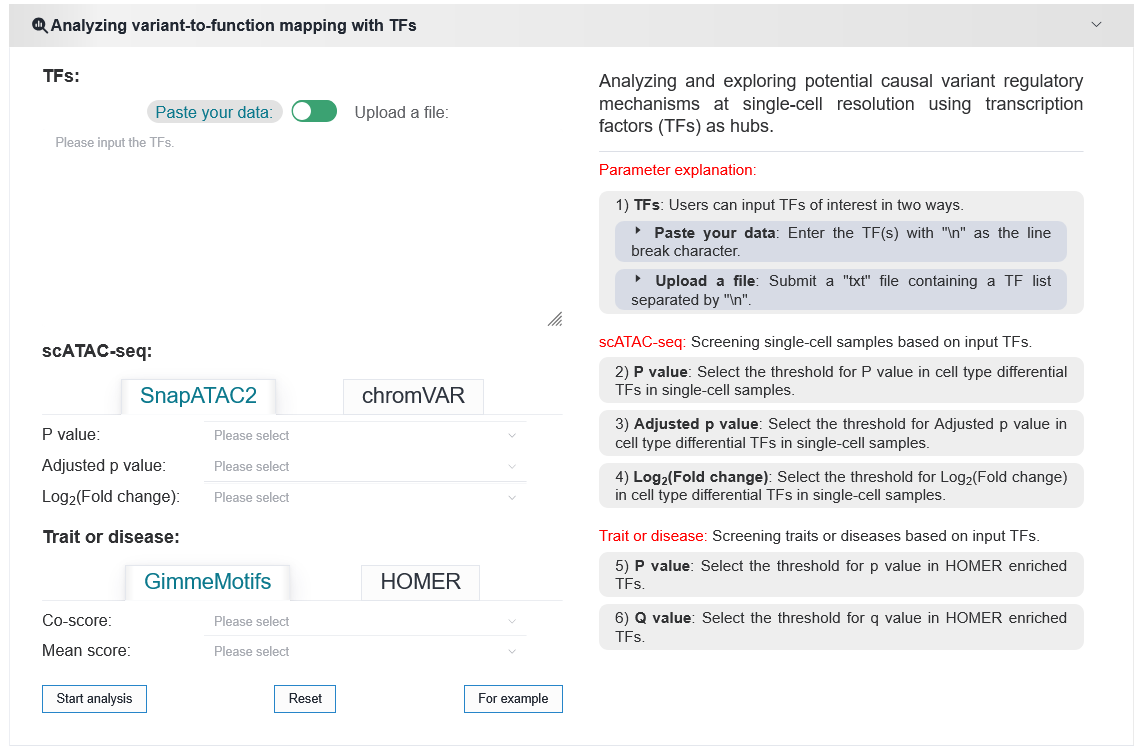 Analyzing variant-to-function mapping with TFs
TFs:
Paste your data:
Upload a file:
Please input the TFs.
scATAC-seq:
SnapATAC2
chromVAR
P value:
Please select
Adjusted p value:
Please select
Log2(Fold change):
Please select
Trait or disease:
GimmeMotifs
HOMER
Co-score:
Please select
Mean score:
Please select
Start analysis
Reset
For example
Analyzing and exploring potential causal variant regulatory
mechanisms at single-cell resolution using transcription
factors (TFs) as hubs.
Parameter explanation:
1) TFs: Users can input TFs of interest in two ways.
‣ Paste your data: Enter the TF(s) with "\n" as the line
break character.
‣ Upload a file: Submit a "txt" file containing a TF list
separated by "\n".
scATAC-seq: Screening single-cell samples based on input TFs.
2) P value: Select the threshold for P value in cell type differential
TFs in single-cell samples.
3) Adjusted p value: Select the threshold for Adjusted p value in
cell type differential TFs in single-cell samples.
4) Log2(Fold change): Select the threshold for Log2(Fold change)
in cell type differential TFs in single-cell samples.
Trait or disease: Screening traits or diseases based on input TFs.
5) P value: Select the threshold for p value in HOMER enriched
TFs.
6) Q value: Select the threshold for q value in HOMER enriched
TFs.